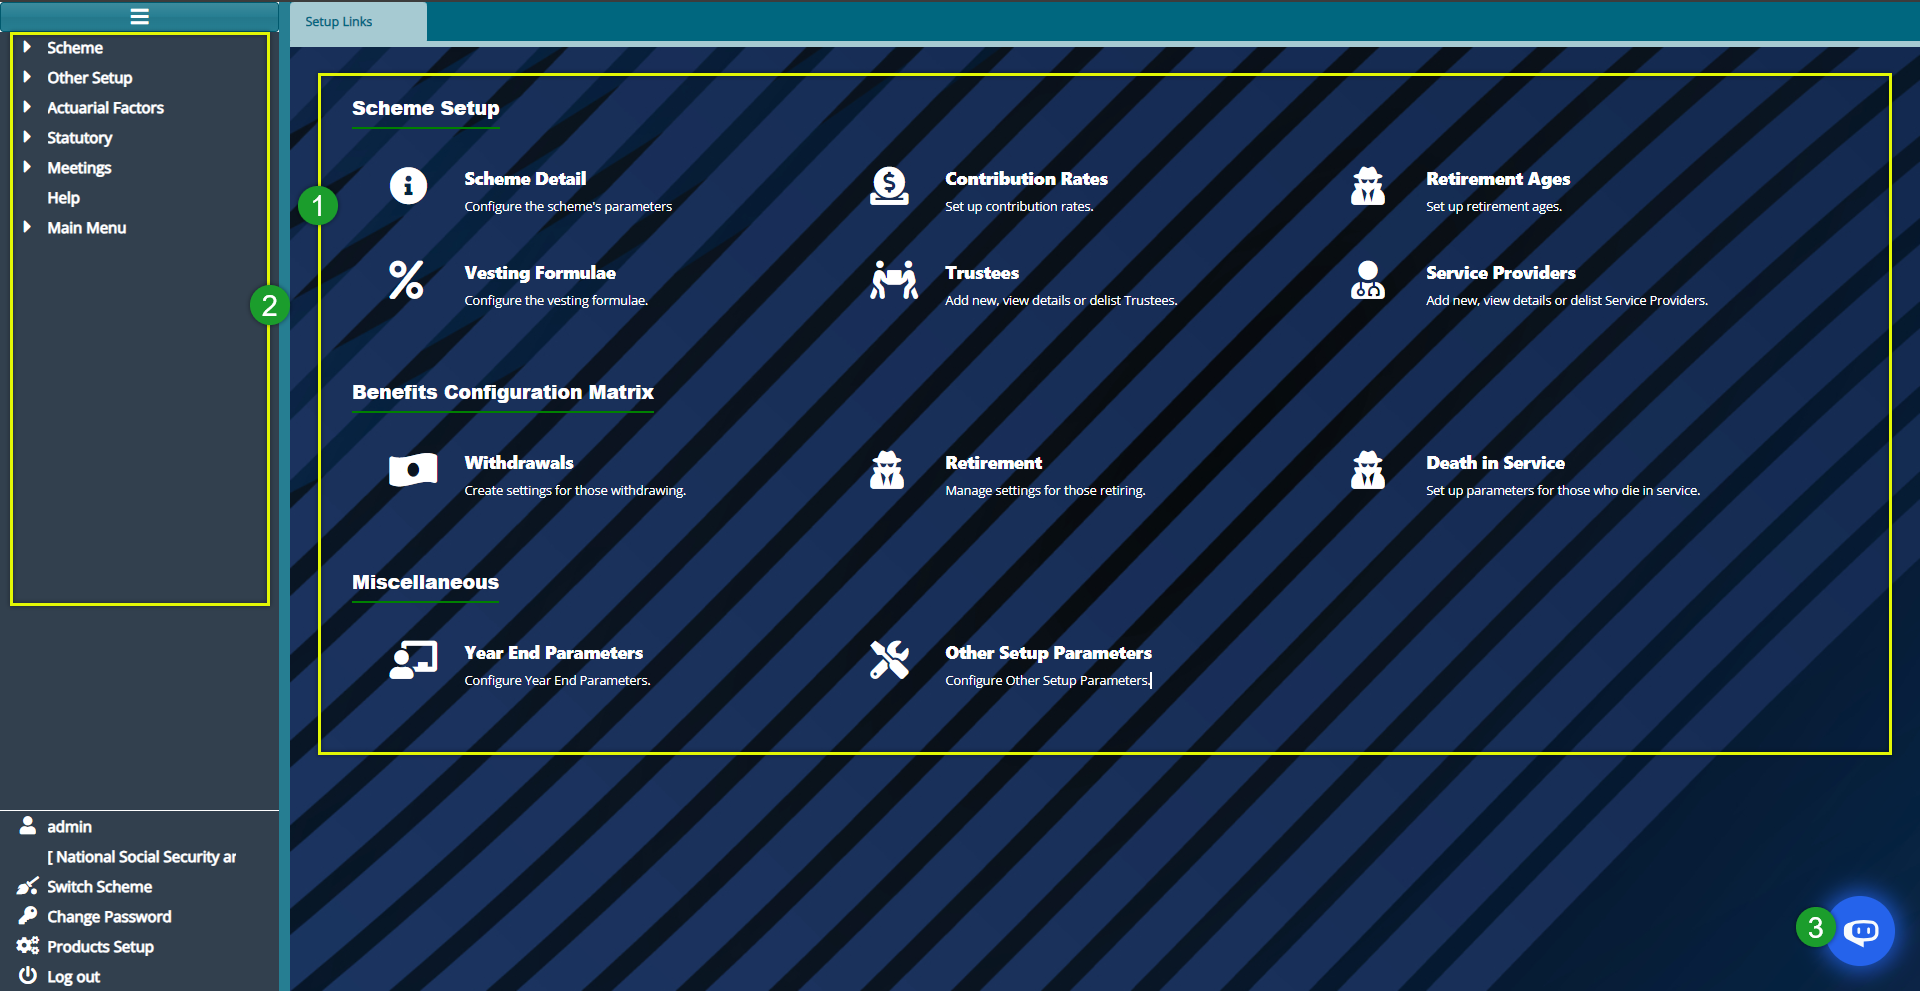 Setup Links
Scheme
Other Setup
Actuarial Factors
Statutory
Meetings
Help
Main Menu
2
1
Scheme Setup
Scheme Detail
Configure the scheme's parameters
Contribution Rates
Set up contribution rates.
Retirement Ages
Set up retirement ages.
Vesting Formulae
Configure the vesting formulae.
Trustees
Add new, view details or delist Trustees.
Service Providers
Add new, view details or delist Service Providers.
Benefits Configuration Matrix
Withdrawals
Create settings for those withdrawing.
Retirement
Manage settings for those retiring.
Death in Service
Set up parameters for those who die in service.
Miscellaneous
Year End Parameters
Configure Year End Parameters.
Other Setup Parameters
Configure Other Setup Parameters.
admin
[ National Social Security ar
Switch Scheme
Change Password
Products Setup
Log out
3